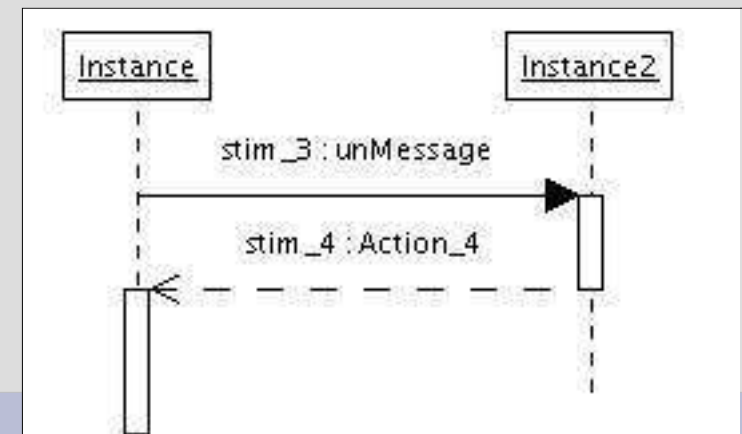 Instance
Instance2
stim_3 : unMessage
stim_4 : Action_4